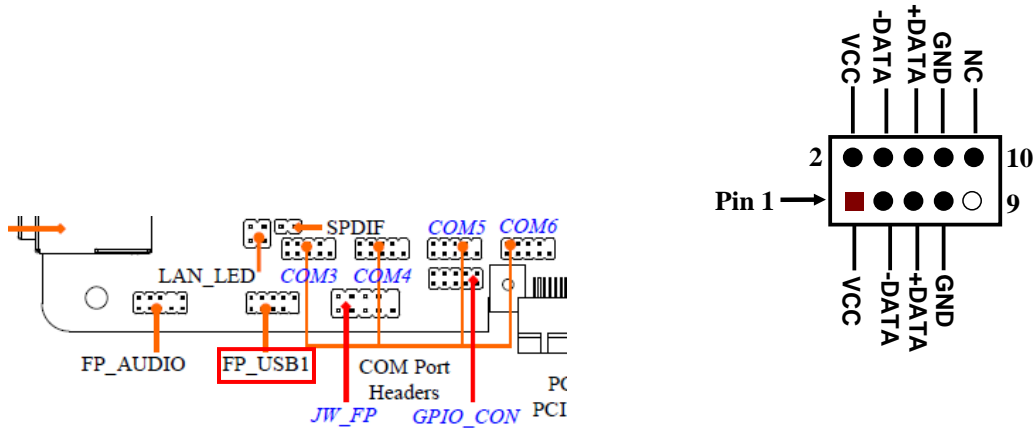 SPDIF
COM5
COM6
LAN_LED
COM3
COM4
FP_AUDIO
FP_USB1
COM Port
Headers
JW_FP
GPIO_CON
PCI
VCC
-DATA
+DATA
GND
NC
2
10
Pin 1
9
VCC
-DATA
+DATA
GND